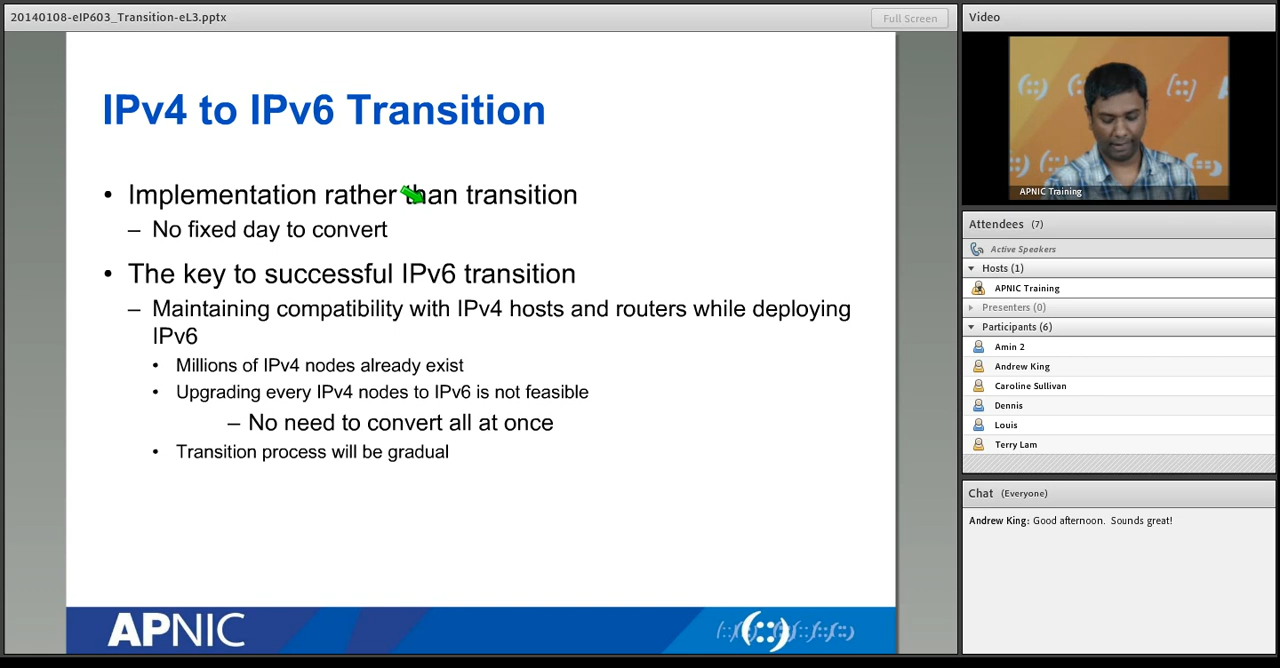 20140108-eIP603_Transition-eL3.pptx
Full Screen
IPv4 to IPv6 Transition
• Implementation rather than transition
– No fixed day to convert
• The key to successful IPv6 transition
– Maintaining compatibility with IPv4 hosts and routers while deploying
IPv6
• Millions of IPv4 nodes already exist
• Upgrading every IPv4 nodes to IPv6 is not feasible
– No need to convert all at once
• Transition process will be gradual
APNIC
(::)
Video
APNIC Training
Attendees (7)
Active Speakers
Hosts (1)
APNIC Training
Presenters (0)
Participants (6)
Amin 2
Andrew King
Caroline Sullivan
Dennis
Louis
Terry Lam
Chat (Everyone)
Andrew King: Good afternoon. Sounds great!